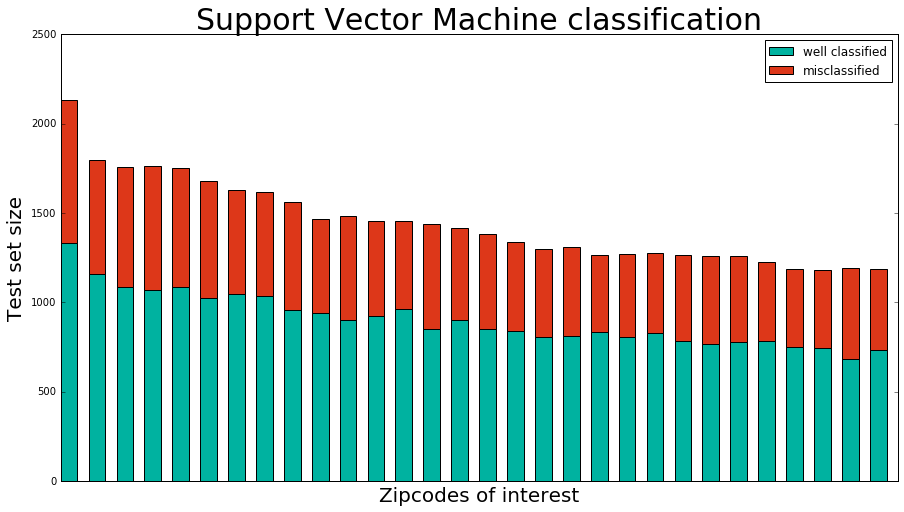 Support Vector Machine classification
2500
well classified
misclassified
2000
1500
1000
500
0
Test set size
Zipcodes of interest